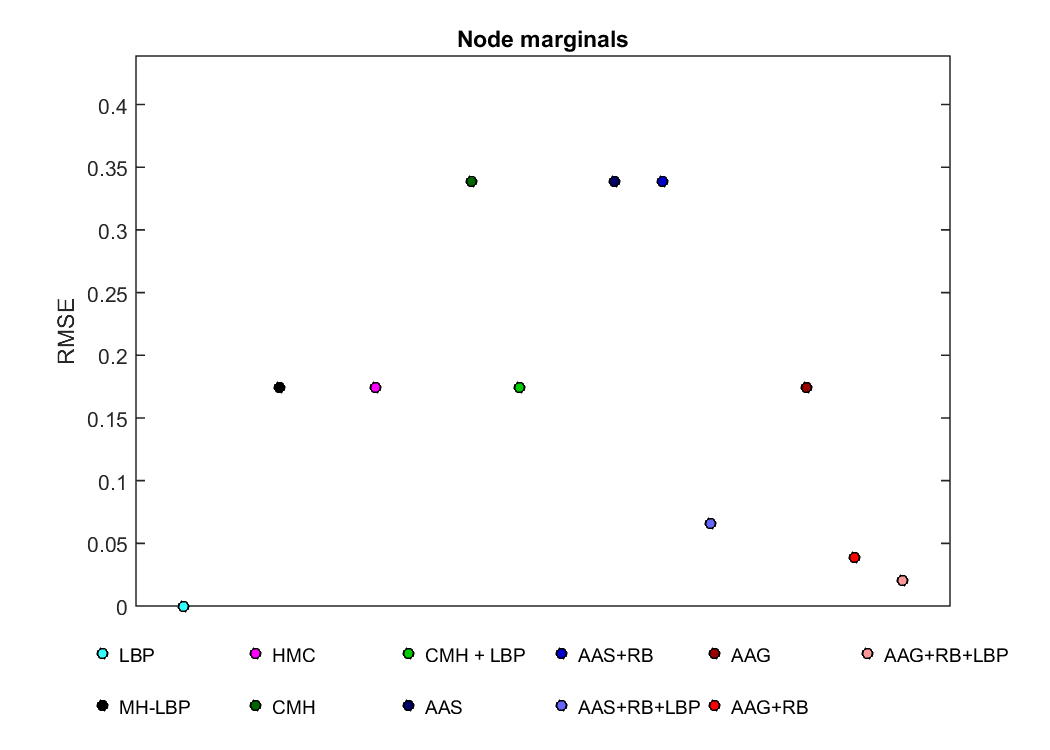 Node marginals
0.4
0.35
0.3
0.25
0.2
0.15
0.1
0.05
0
RMSE
LBP HMC CMH + LBP AAS+RB AAG AAG+RB+LBP
MH-LBP CMH AAS AAS+RB+LBP AAG+RB